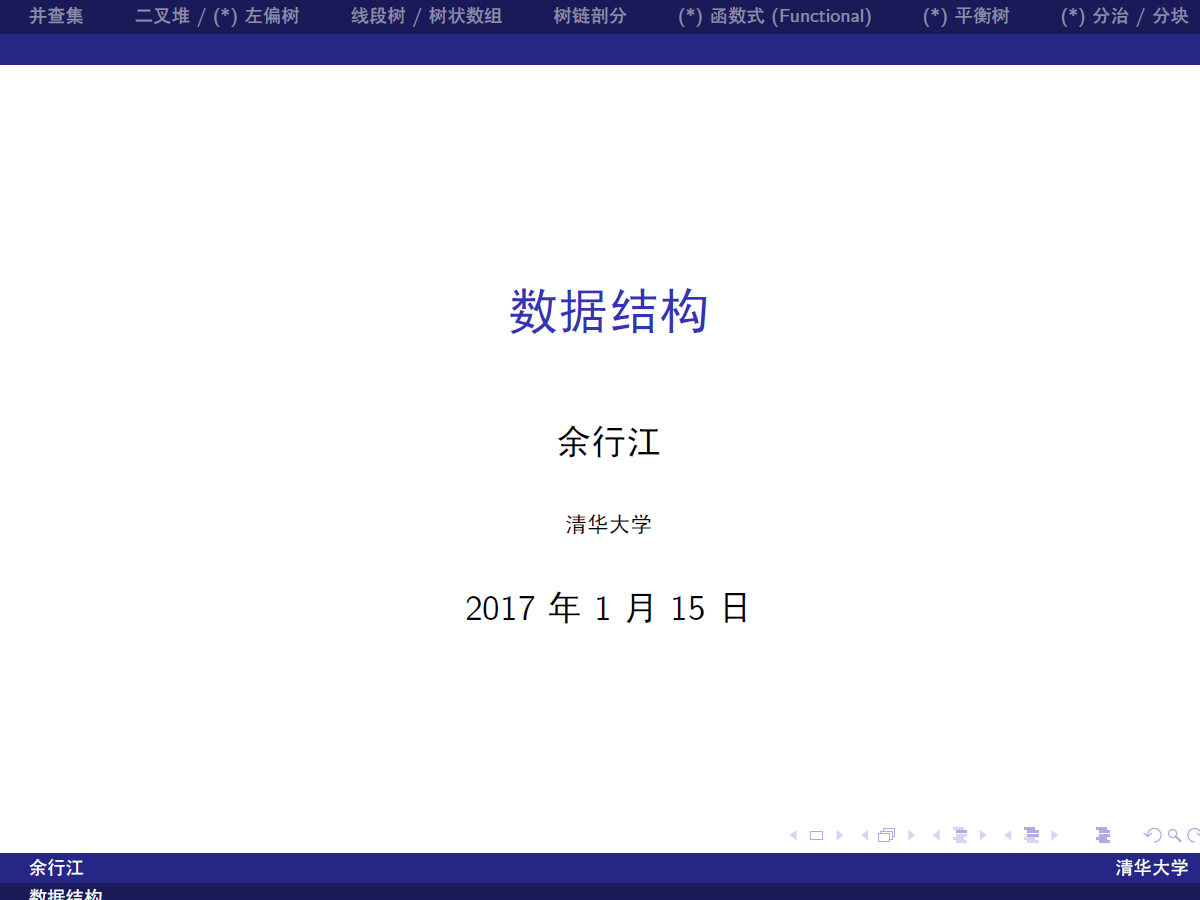 并查集 二叉堆 / (*) 左偏树 线段树 / 树状数组 树链剖分 (*) 函数式 (Functional) (*) 平衡树 (*) 分治 / 分块
数据结构
余行江
清华大学
2017 年 1 月 15 日
余行江 清华大学
数据结构